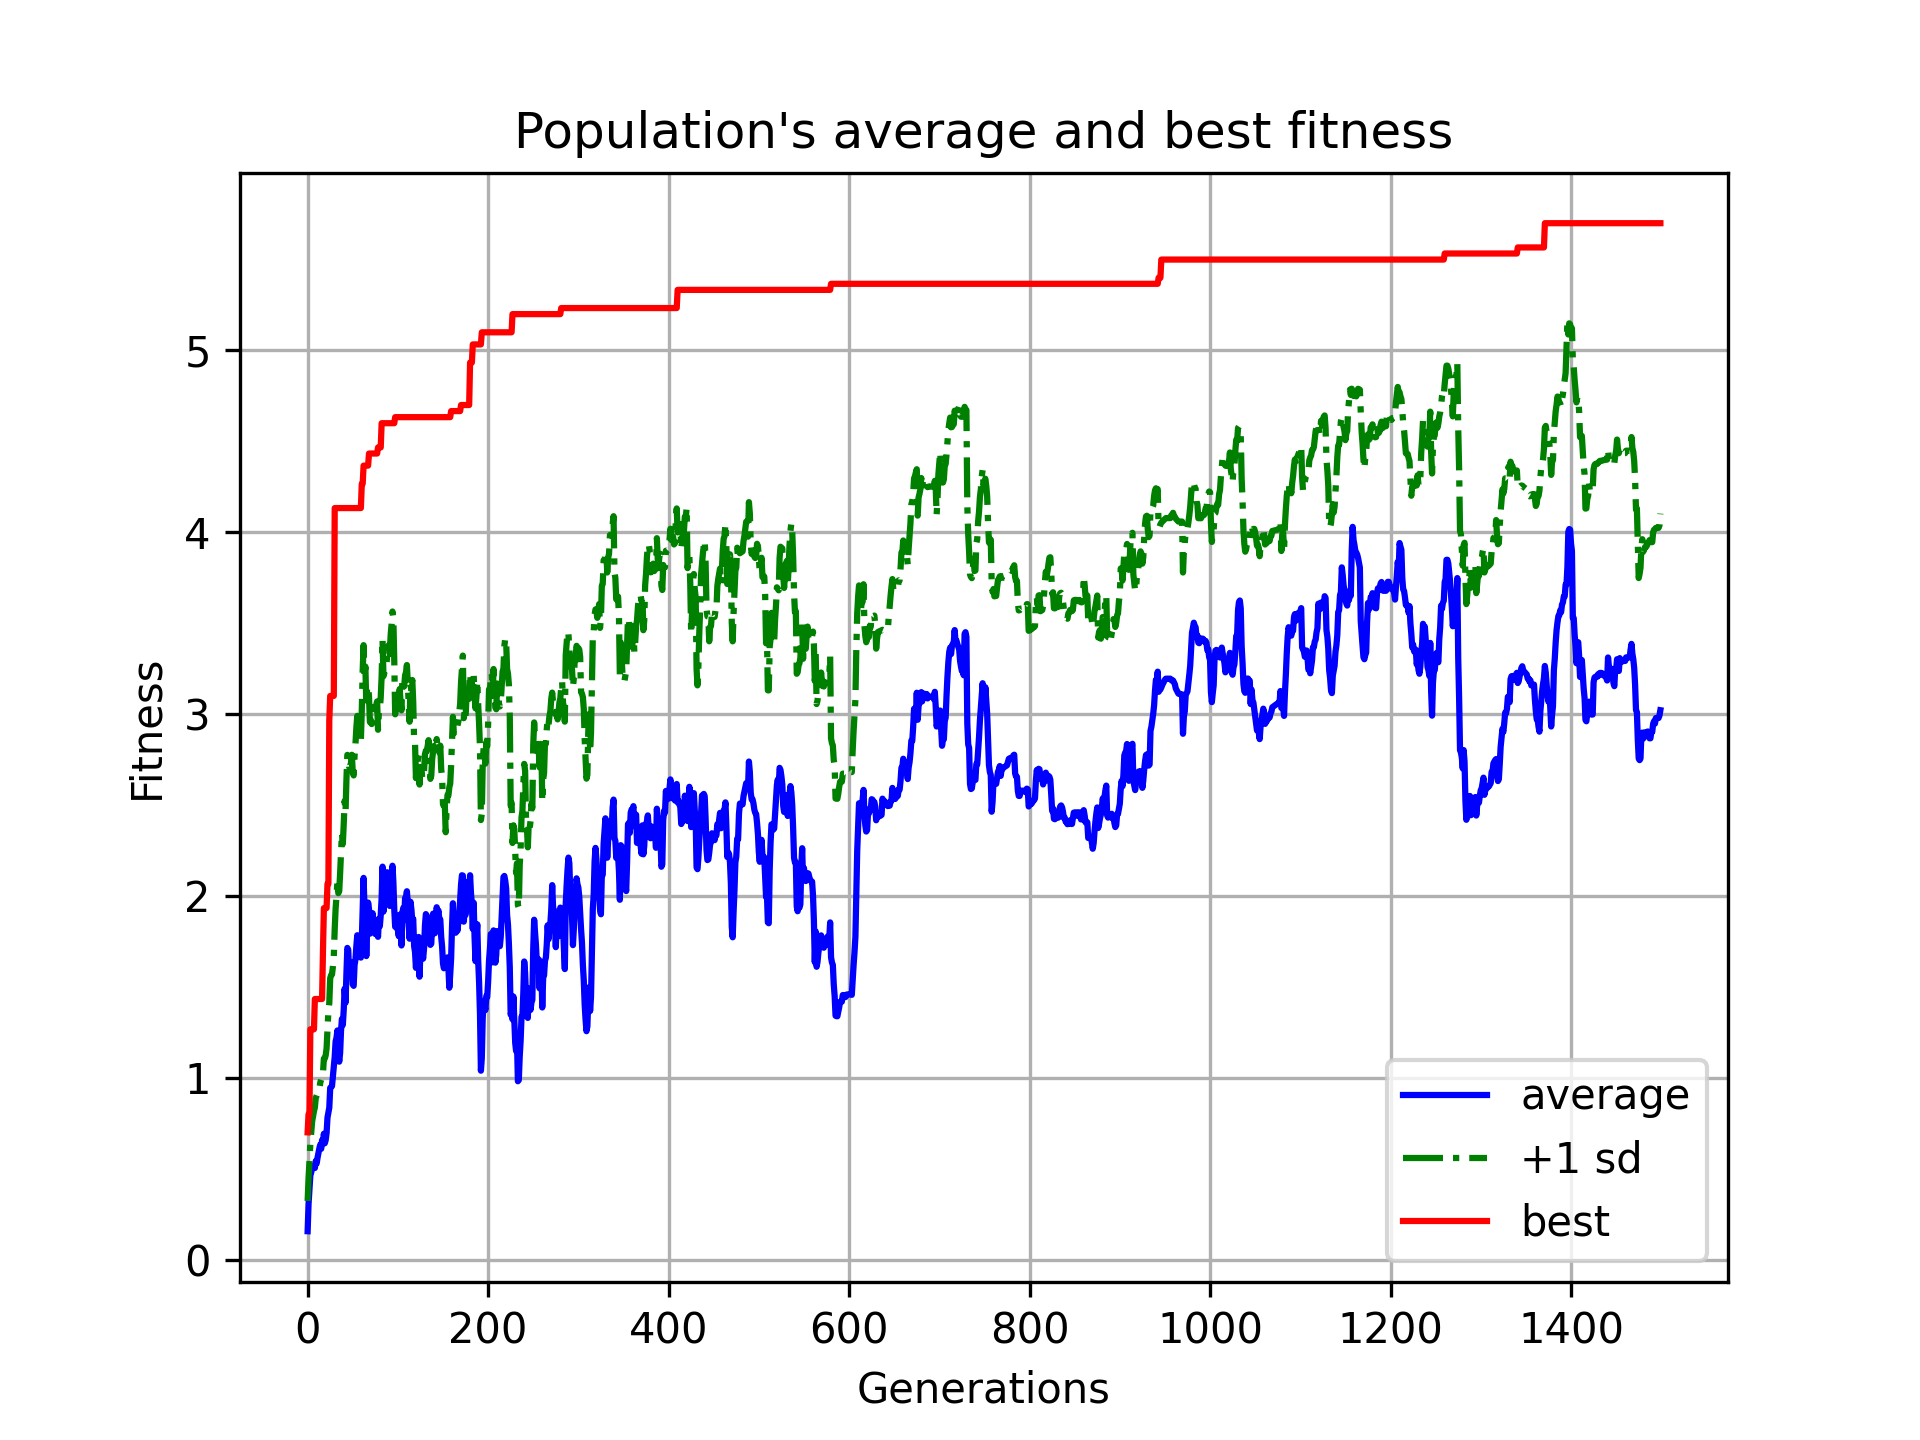 Population's average and best fitness
Fitness
5
4
3
2
1
0
0 200 400 600 800 1000 1200 1400
Generations
average
+1 sd
best